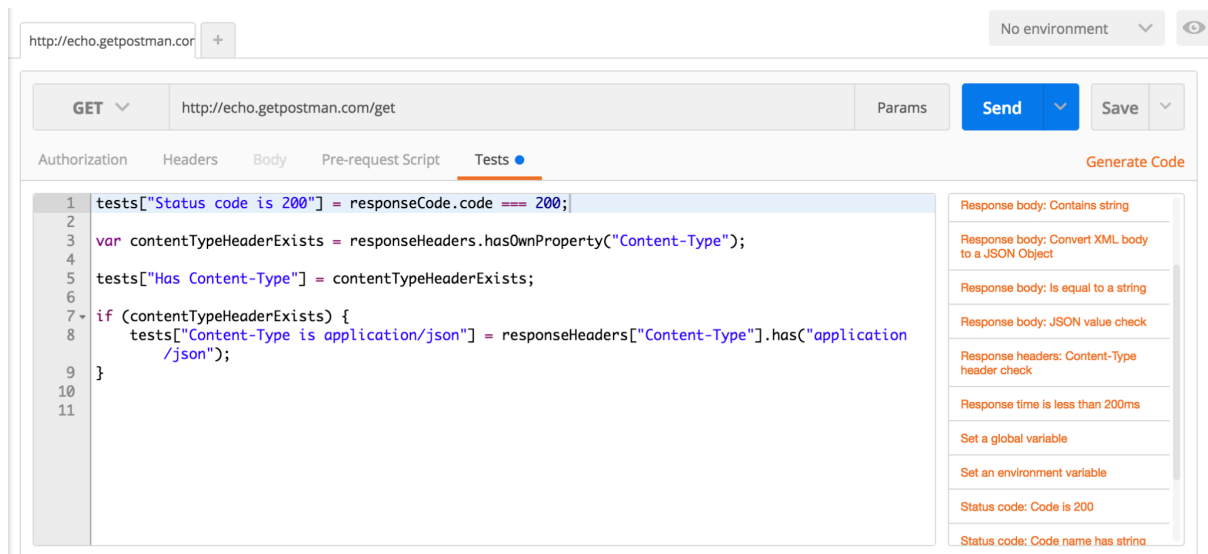 http://echo.getpostman.cor
+
No environment
GET
http://echo.getpostman.com/get
Params
Send
Save
Authorization
Headers
Body
Pre-request Script
Tests
Generate Code
1 tests["Status code is 200"] = responseCode.code === 200;
2
3 var contentTypeHeaderExists = responseHeaders.hasOwnProperty("Content-Type");
4
5 tests["Has Content-Type"] = contentTypeHeaderExists;
6
7 if (contentTypeHeaderExists) {
8 tests["Content-Type is application/json"] = responseHeaders["Content-Type"].has("application
/json");
9 }
10
11
Response body: Contains string
Response body: Convert XML body
to a JSON Object
Response body: Is equal to a string
Response body: JSON value check
Response headers: Content-Type
header check
Response time is less than 200ms
Set a global variable
Set an environment variable
Status code: Code is 200
Status code: Code name has string